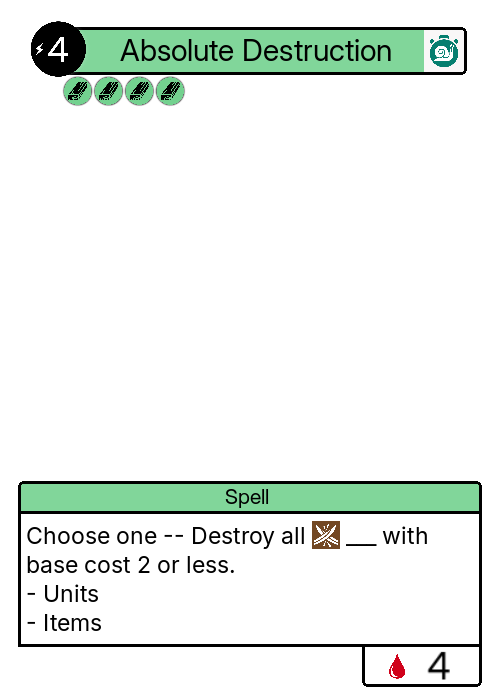 4 Absolute Destruction
Spell
Choose one -- Destroy all ___ with
base cost 2 or less.
- Units
- Items
4